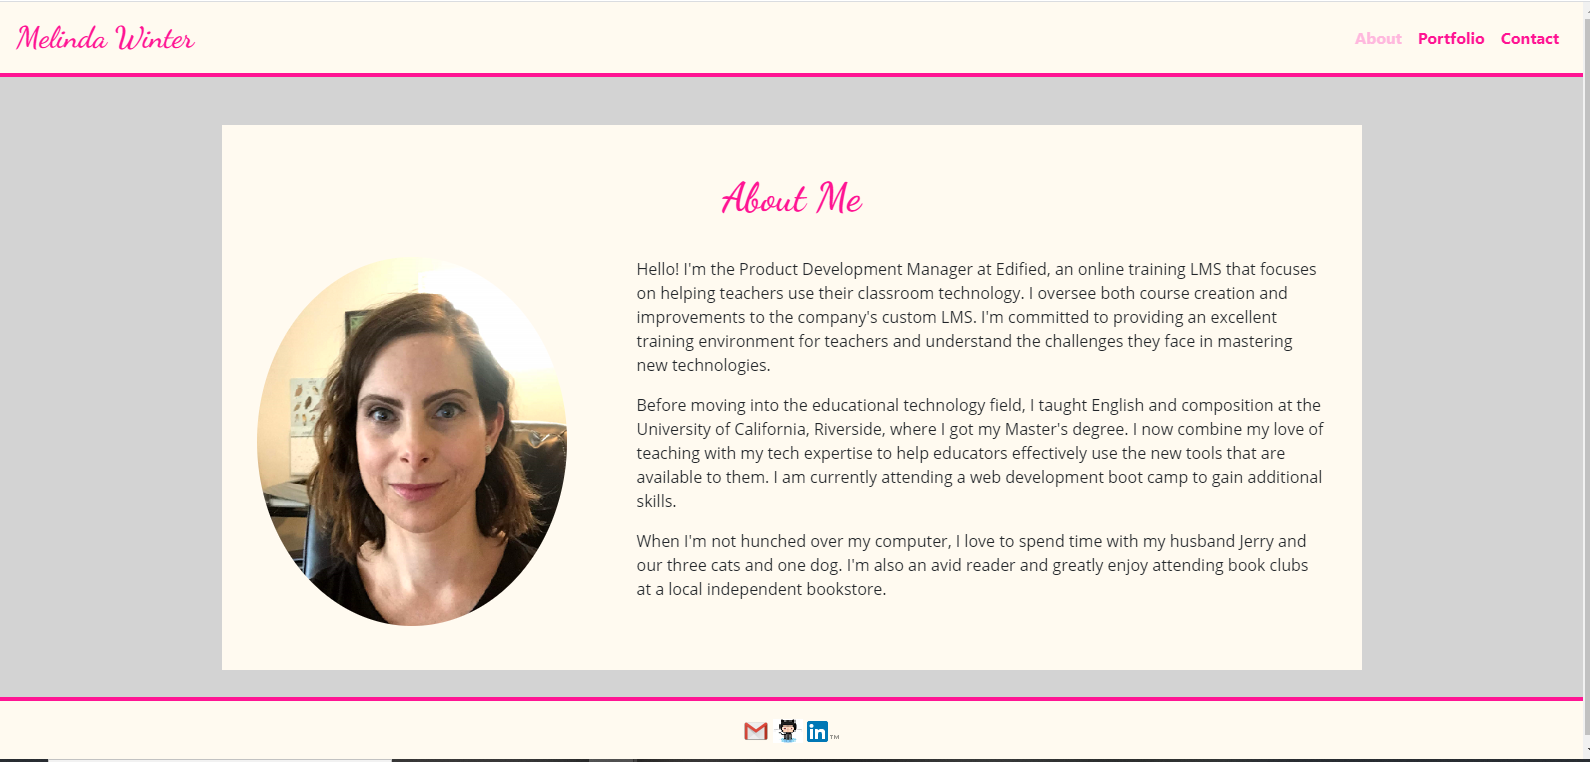 Melinda Winter
About Portfolio Contact
About Me
Hello! I'm the Product Development Manager at Edified, an online training LMS that focuses
on helping teachers use their classroom technology. I oversee both course creation and
improvements to the company's custom LMS. I'm committed to providing an excellent
training environment for teachers and understand the challenges they face in mastering
new technologies.
Before moving into the educational technology field, I taught English and composition at the
University of California, Riverside, where I got my Master's degree. I now combine my love of
teaching with my tech expertise to help educators effectively use the new tools that are
available to them. I am currently attending a web development boot camp to gain additional
skills.
When I'm not hunched over my computer, I love to spend time with my husband Jerry and
our three cats and one dog. I'm also an avid reader and greatly enjoy attending book clubs
at a local independent bookstore.
in TM